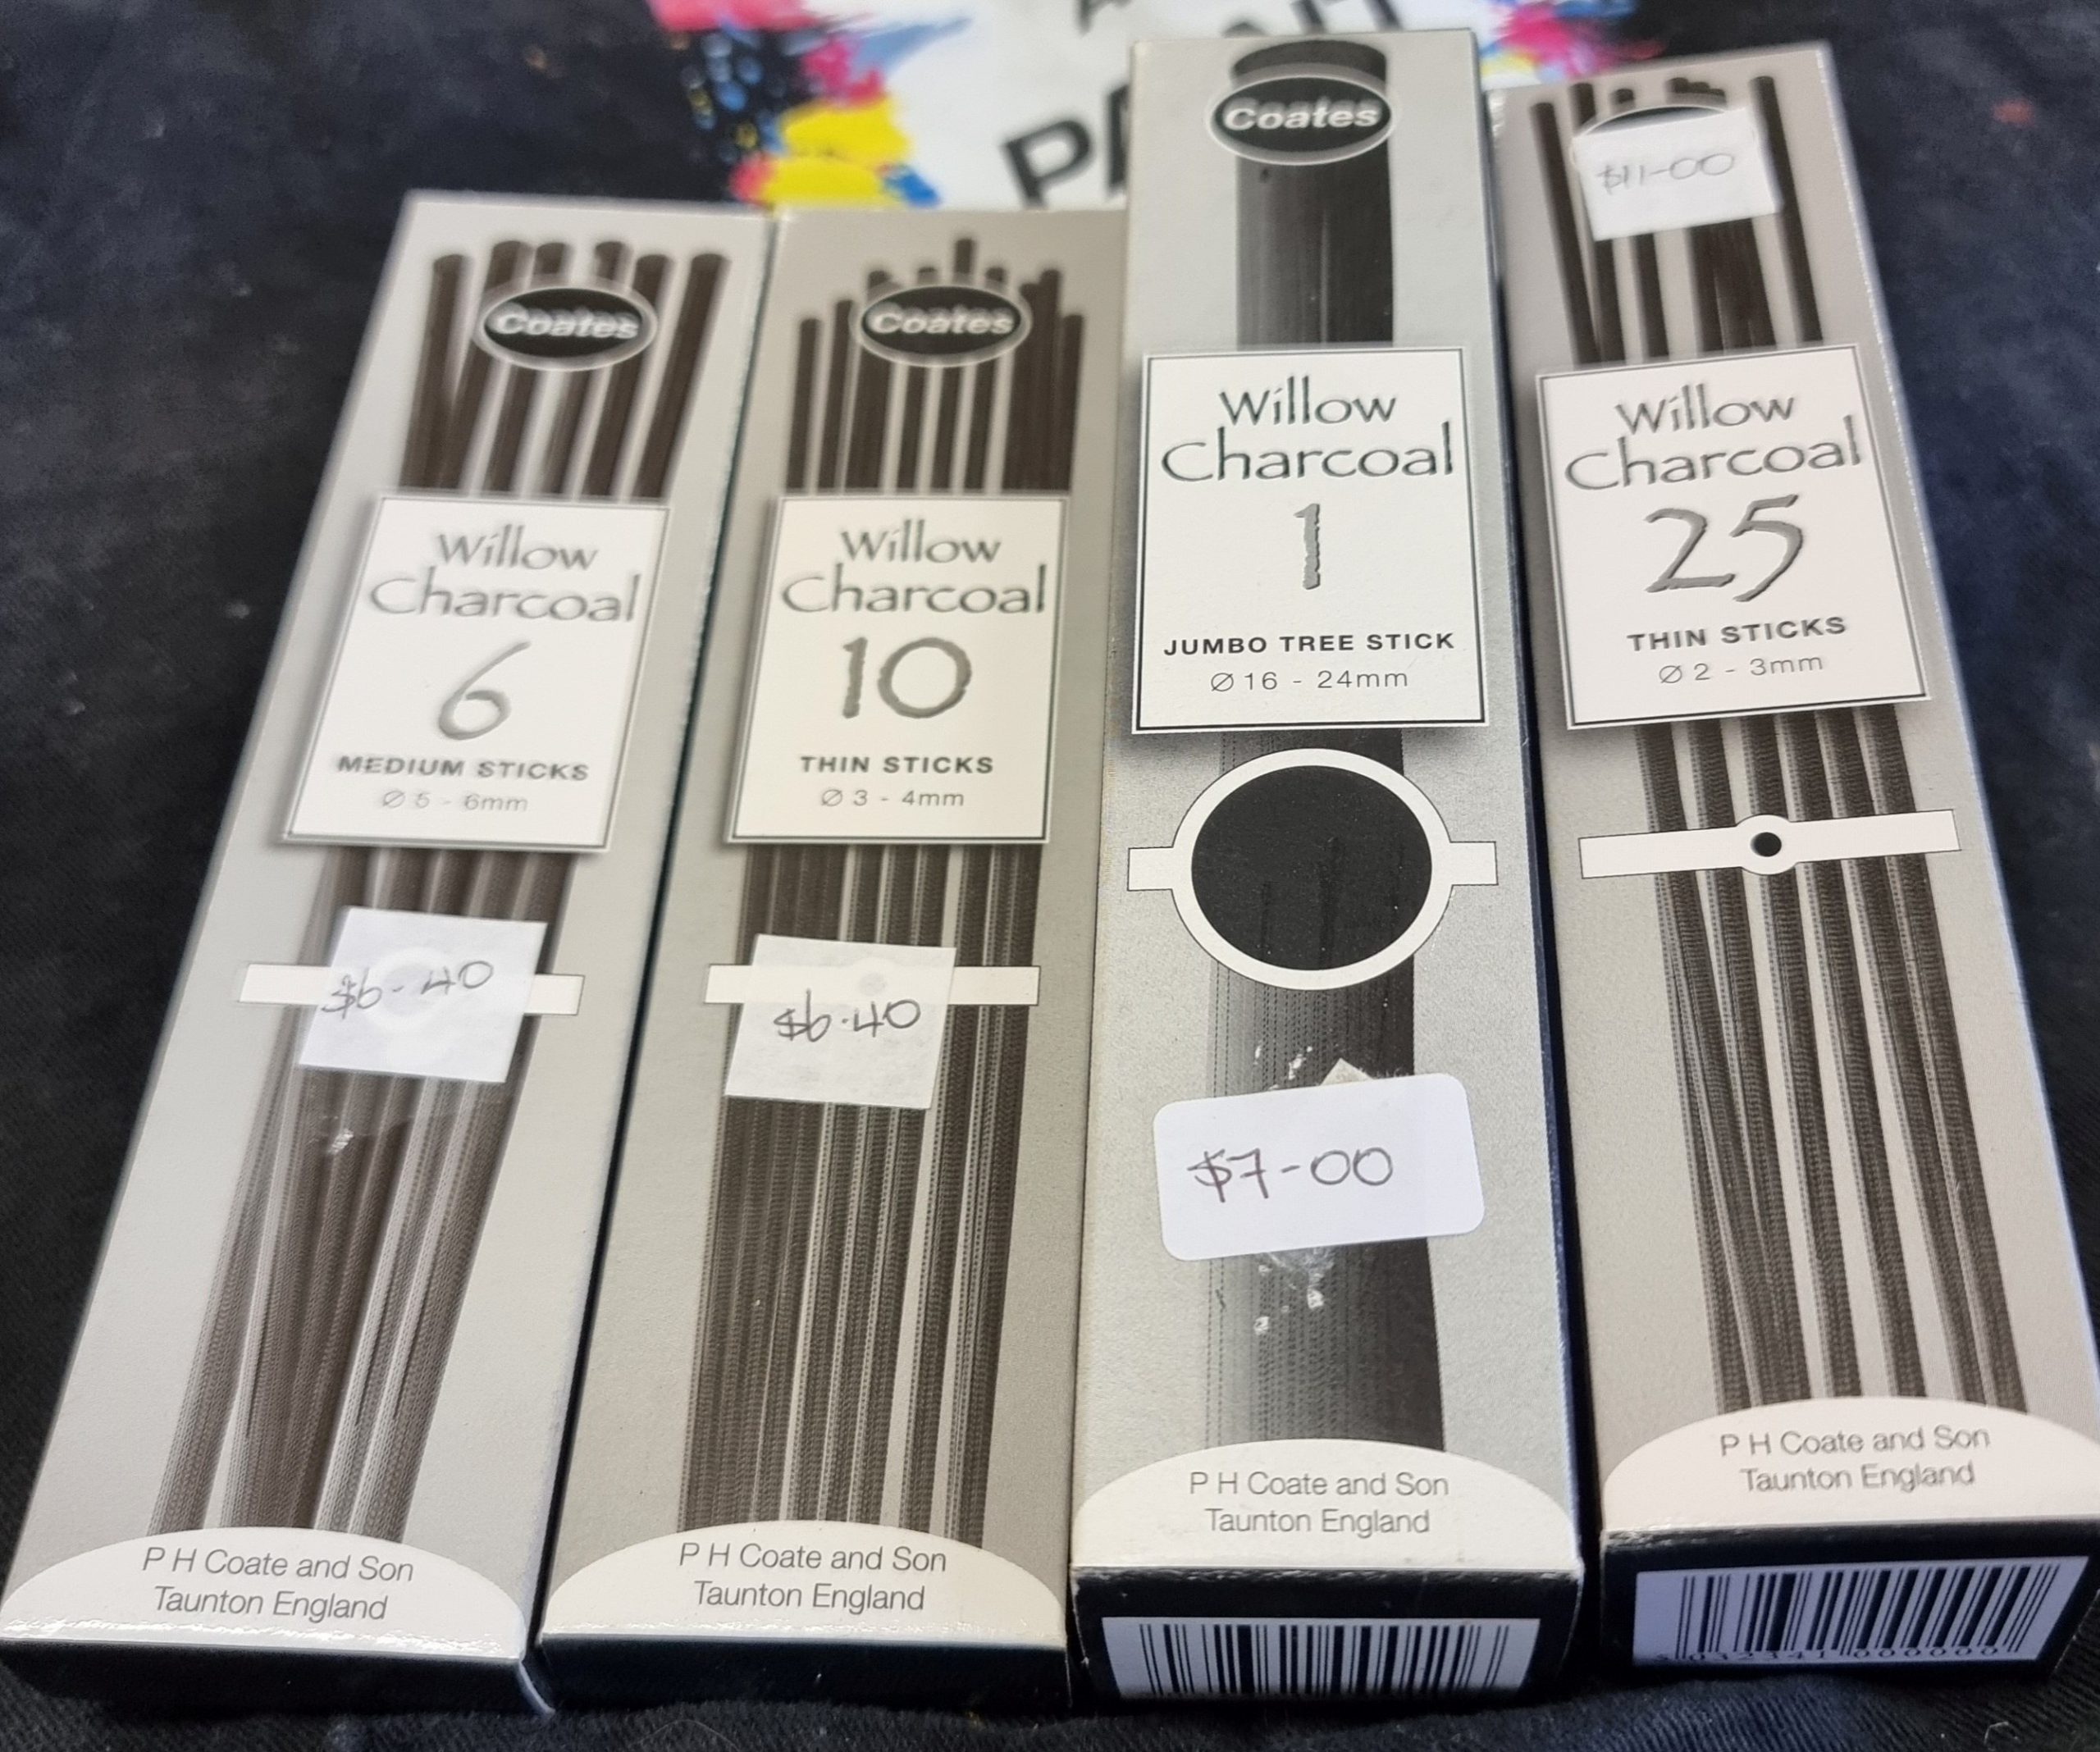 Coates
Willow
Charcoal
6
MEDIUM STICKS
Ø 5 - 6mm
$6-40
P H Coate and Son
Taunton England
Coates
Willow
Charcoal
10
THIN STICKS
Ø 3 - 4mm
$6.40
P H Coate and Son
Taunton England
Coates
Willow
Charcoal
1
JUMBO TREE STICK
Ø 16 - 24mm
$7-00
P H Coate and Son
Taunton England
$11-00
Willow
Charcoal
25
THIN STICKS
Ø 2 - 3mm
P H Coate and Son
Taunton England